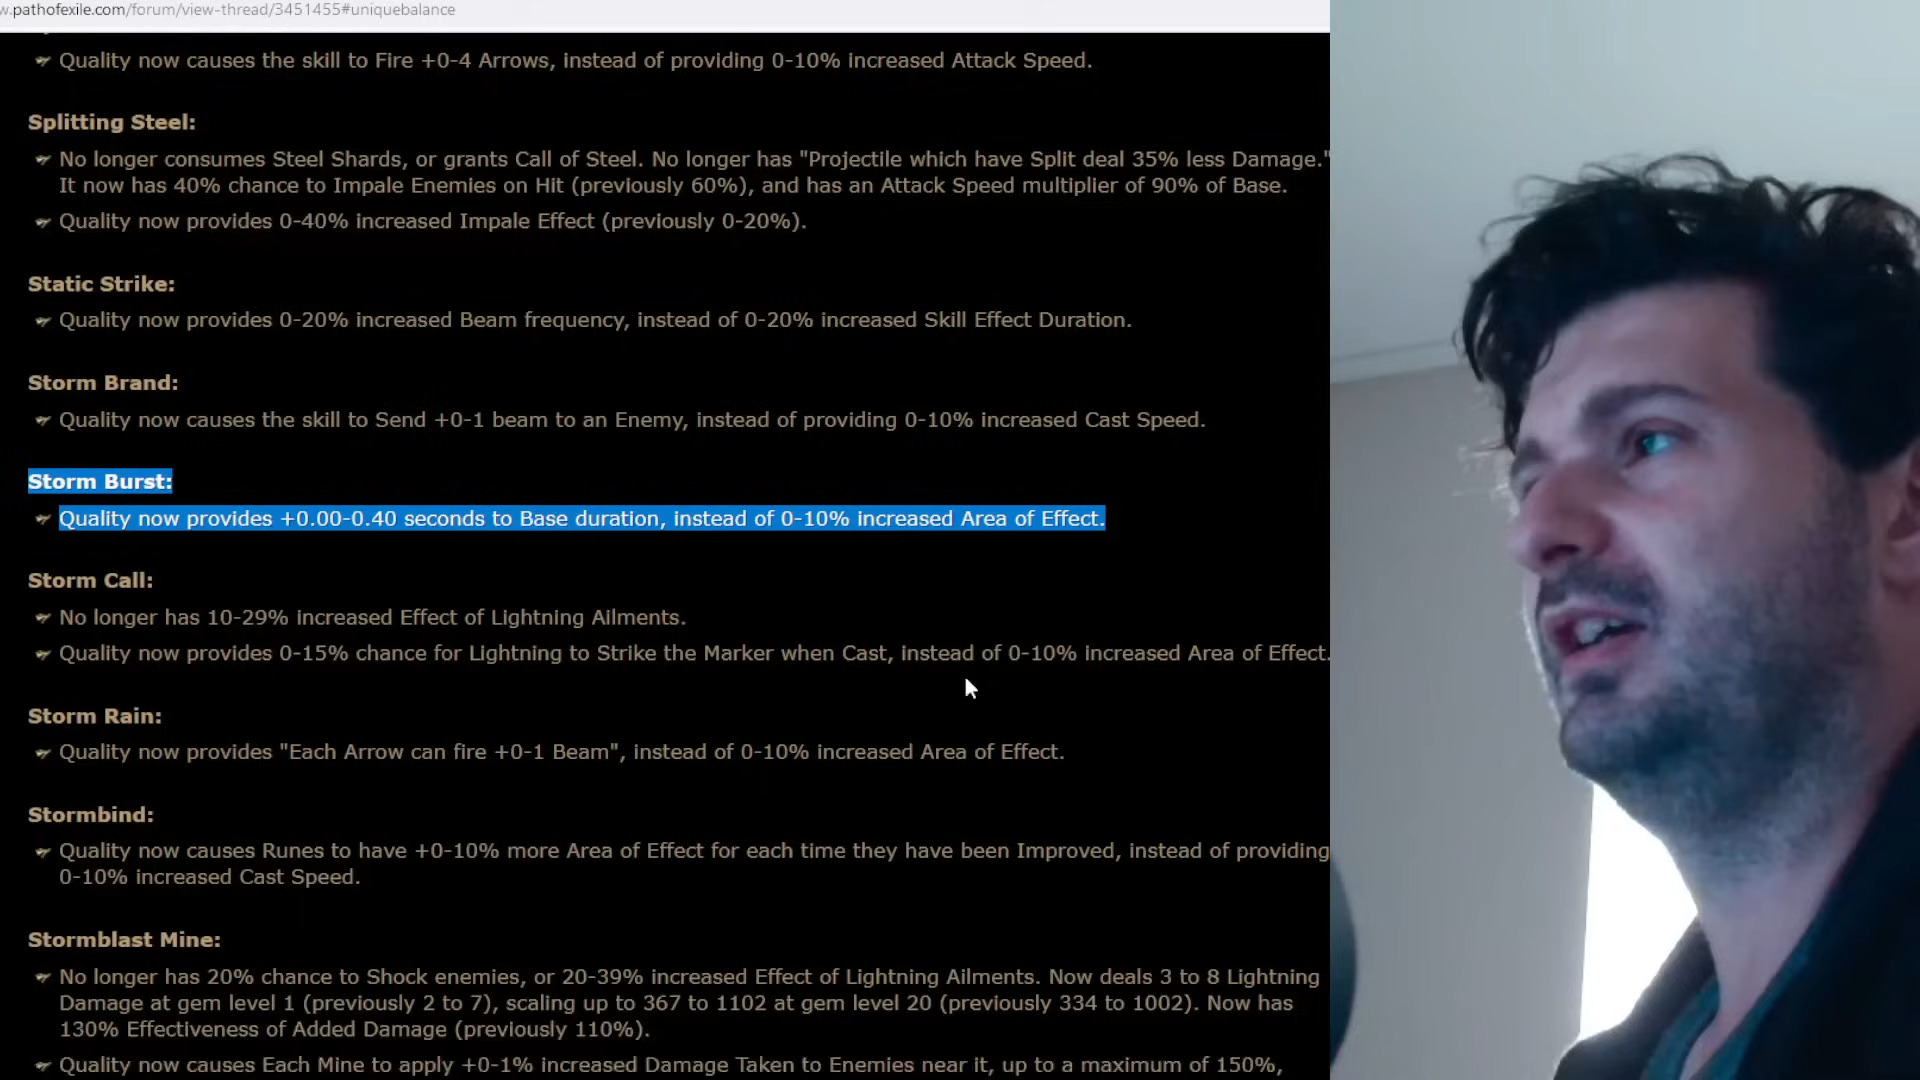 w.pathofexile.com/forum/view-thread/3451455#uniquebalance
Quality now causes the skill to Fire +0-4 Arrows, instead of providing 0-10% increased Attack Speed.
Splitting Steel:
No longer consumes Steel Shards, or grants Call of Steel. No longer has "Projectile which have Split deal 35% less Damage."
It now has 40% chance to Impale Enemies on Hit (previously 60%), and has an Attack Speed multiplier of 90% of Base.
Quality now provides 0-40% increased Impale Effect (previously 0-20%).
Static Strike:
Quality now provides 0-20% increased Beam frequency, instead of 0-20% increased Skill Effect Duration.
Storm Brand:
Quality now causes the skill to Send +0-1 beam to an Enemy, instead of providing 0-10% increased Cast Speed.
Storm Burst:
Quality now provides +0.00-0.40 seconds to Base duration, instead of 0-10% increased Area of Effect.
Storm Call:
No longer has 10-29% increased Effect of Lightning Ailments.
Quality now provides 0-15% chance for Lightning to Strike the Marker when Cast, instead of 0-10% increased Area of Effect.
Storm Rain:
Quality now provides "Each Arrow can fire +0-1 Beam", instead of 0-10% increased Area of Effect.
Stormbind:
Quality now causes Runes to have +0-10% more Area of Effect for each time they have been Improved, instead of providing
0-10% increased Cast Speed.
Stormblast Mine:
No longer has 20% chance to Shock enemies, or 20-39% increased Effect of Lightning Ailments. Now deals 3 to 8 Lightning
Damage at gem level 1 (previously 2 to 7), scaling up to 367 to 1102 at gem level 20 (previously 334 to 1002). Now has
130% Effectiveness of Added Damage (previously 110%).
Quality now causes Each Mine to apply +0-1% increased Damage Taken to Enemies near it, up to a maximum of 150%,